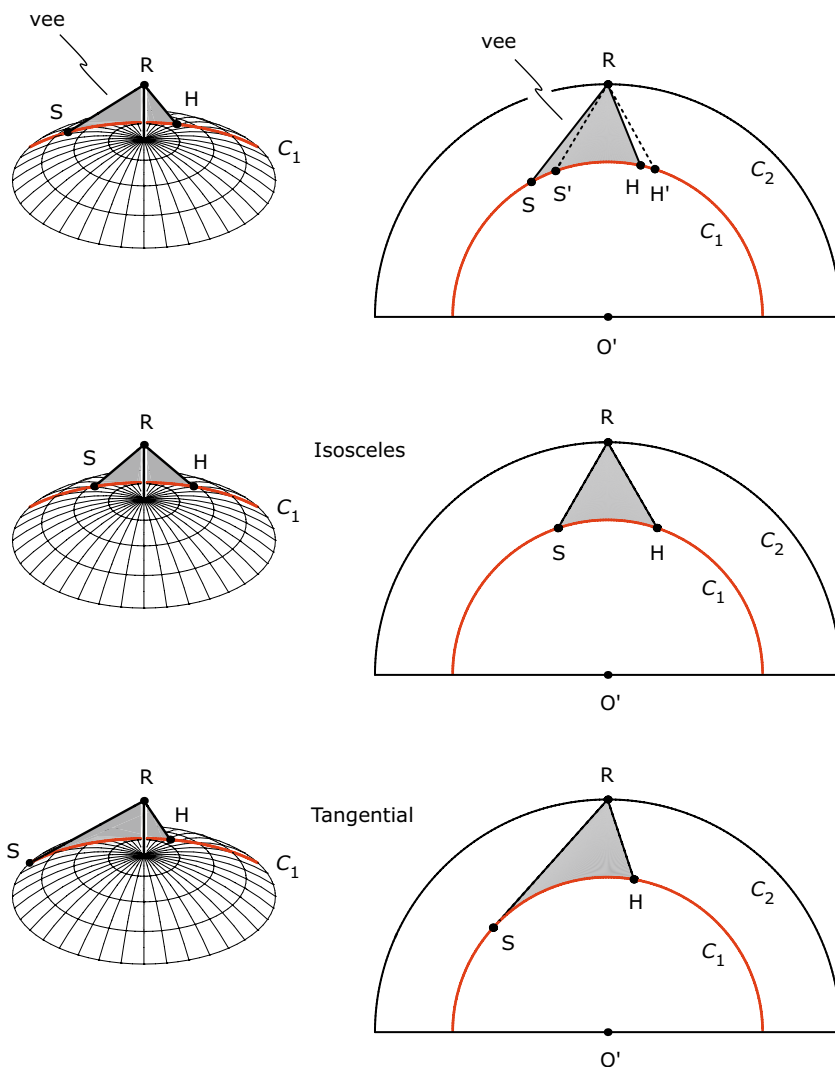 vee
R
S
H
C1
vee
R
S
S'
H
H'
C1
C2
O'
R
S
H
C1
Isosceles
R
S
H
C1
C2
O'
R
S
H
C1
Tangential
R
S
H
C1
C2
O'